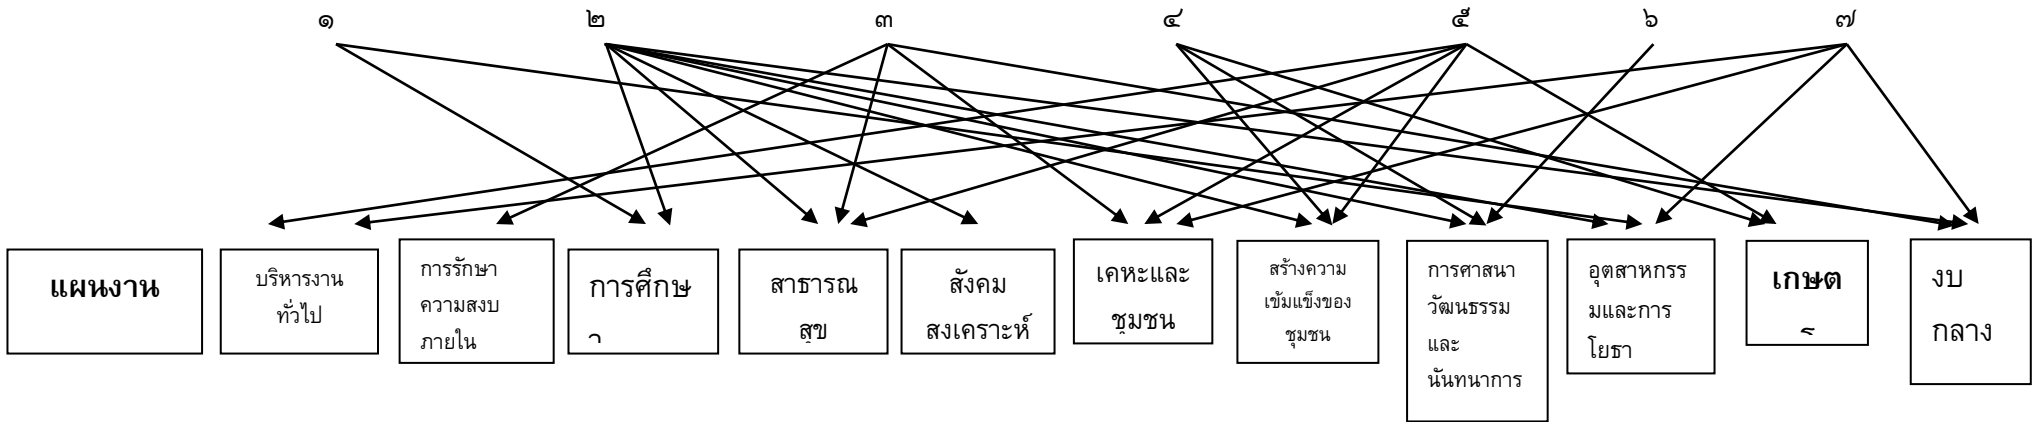 ๑ ๒ ๓ ๔ ๕ ๖ ๗
แผนงาน
บริหารงาน
ทั่วไป
การรักษา
ความสงบ
ภายใน
การศึกษ
า
สาธารณ
สุข
สังคม
สงเคราะห์
เคหะและ
ชุมชน
สร้างความ
เข้มแข็งของ
ชุมชน
การศาสนา
วัฒนธรรม
และ
นันทนาการ
อุตสาหกรร
มและการ
โยธา
เกษต
ร
งบ
กลาง